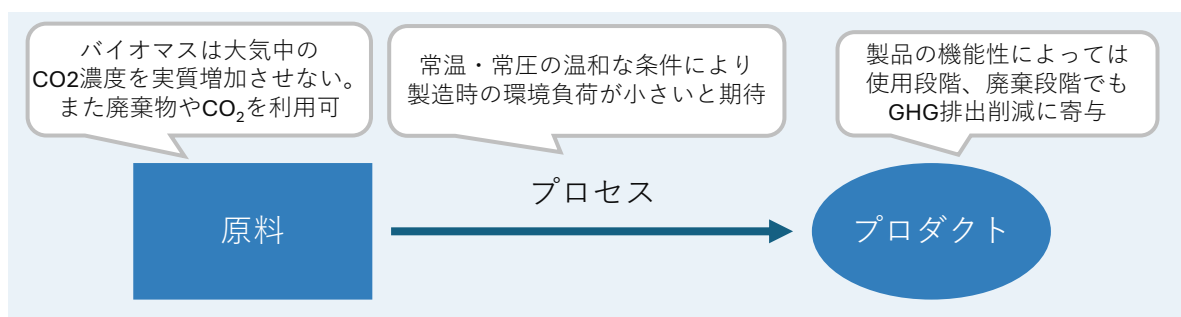 バイオマスは大気中の
CO2濃度を実質増加させない。
また廃棄物やCO₂を利用可
常温・常圧の温和な条件により
製造時の環境負荷が小さいと期待
製品の機能性によっては
使用段階、廃棄段階でも
GHG排出削減に寄与
原料
プロセス
プロダクト